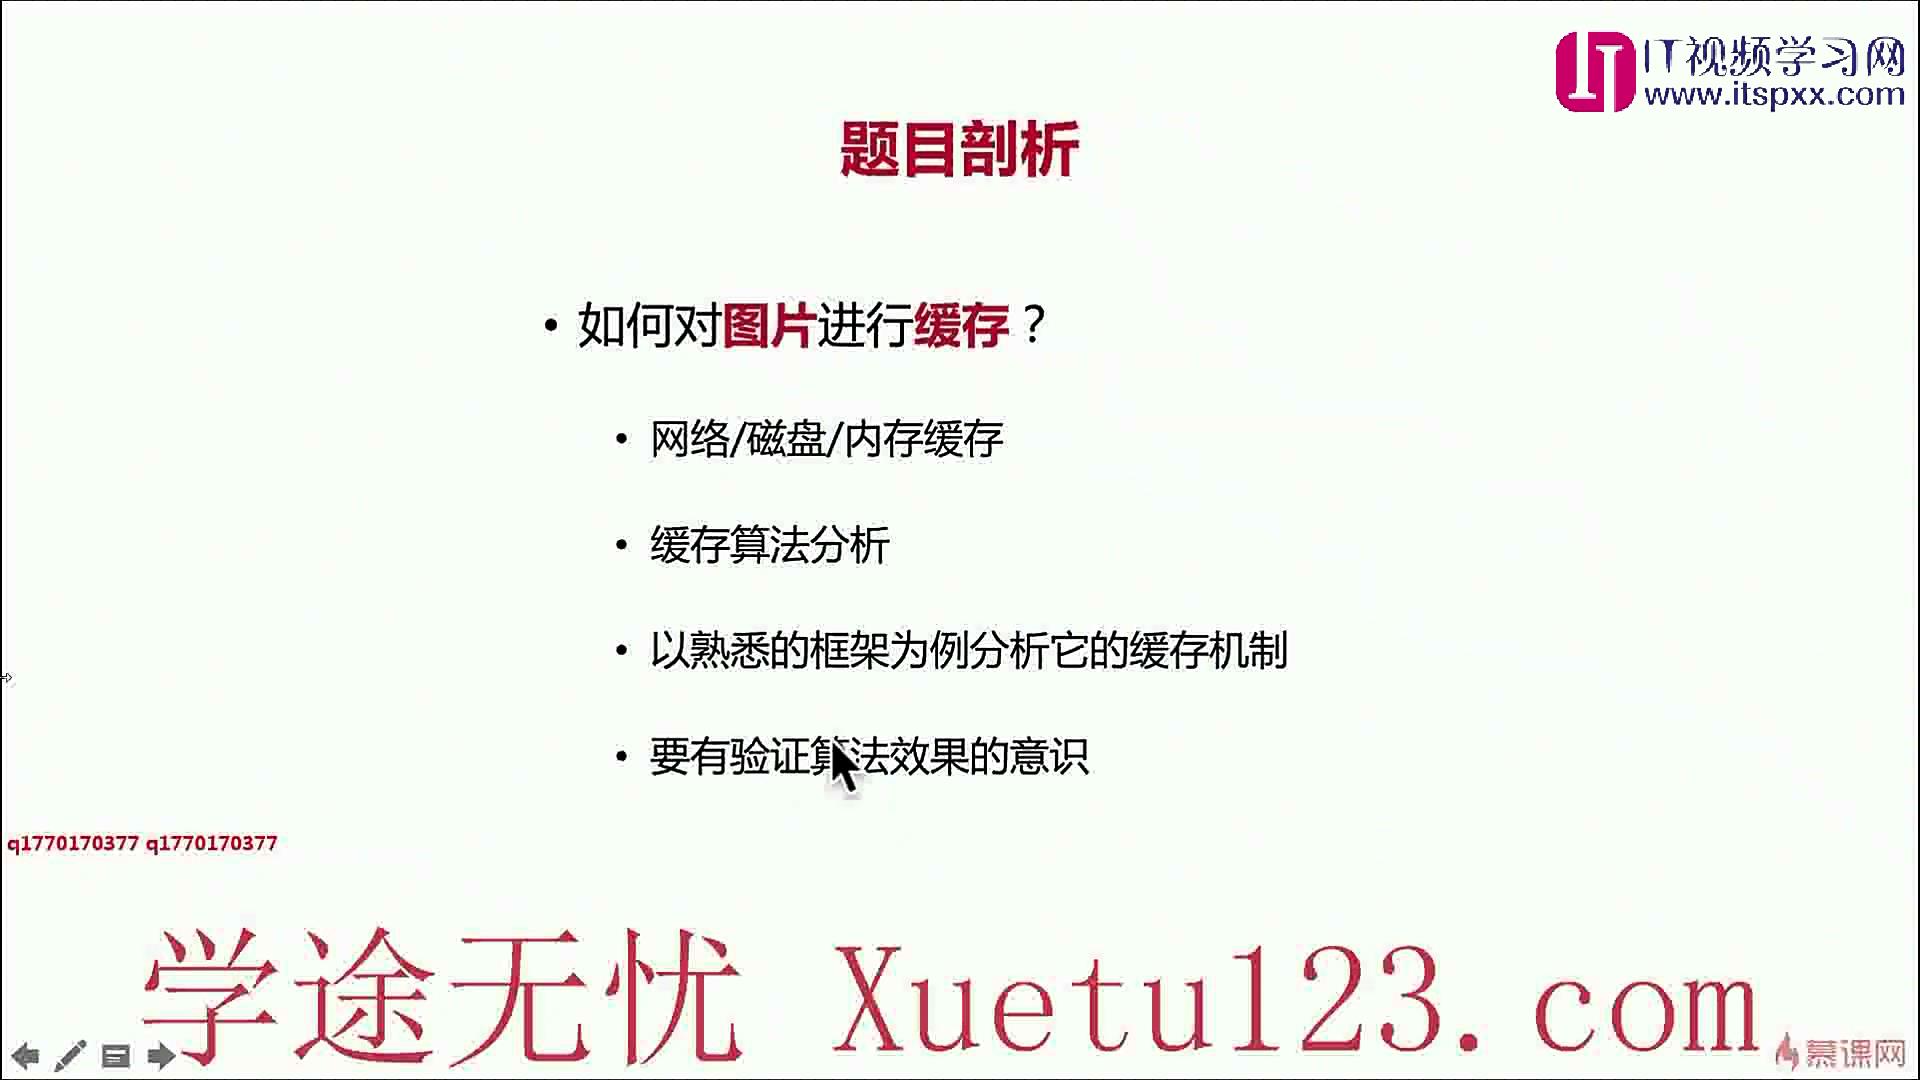 IT视频学习网
www.itspxx.com
题目剖析
• 如何对图片进行缓存？
• 网络/磁盘/内存缓存
• 缓存算法分析
• 以熟悉的框架为例分析它的缓存机制
• 要有验证算法效果的意识
q1770170377 q1770170377
学途无忧 Xuetu123.com
慕课网